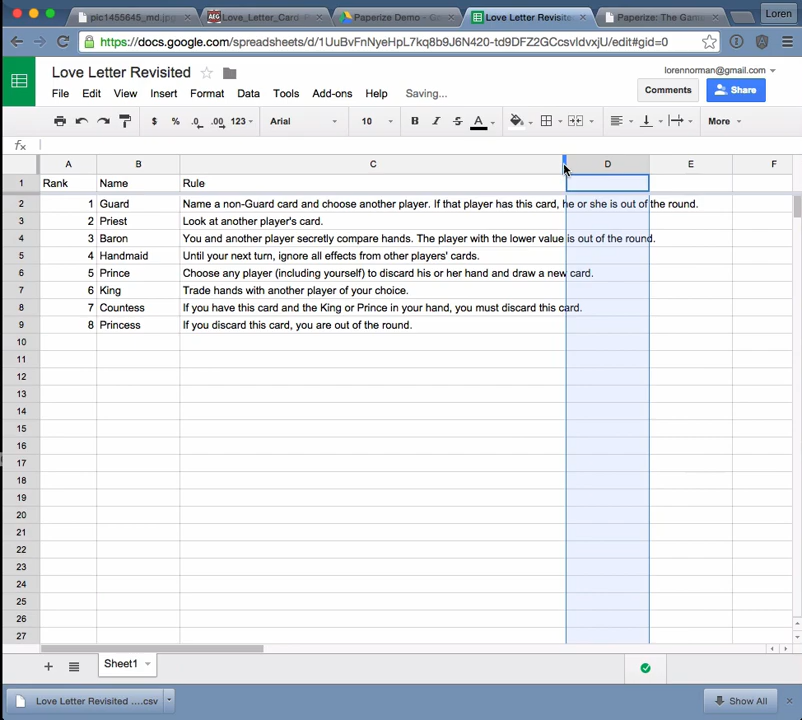 pic1455645_md.jp
Love_Letter_Card
Paperize Demo - G
Love Letter Revisite
Paperize: The Gam
Loren
https://docs.google.com/spreadsheets/d/1UuBvFnNyeHpL7kq8b9J6N420-td9DFZ2GCcsvIdvxjU/edit#gid=0
Love Letter Revisited
lorennorman@gmail.com
File Edit View Insert Format Data Tools Add-ons Help Saving...
Comments Share
$ % .0 .00 123 Arial 10 B I S A More
fx
A B C D E F
1 Rank Name Rule
2 1 Guard Name a non-Guard card and choose another player. If that player has this card, he or she is out of the round.
3 2 Priest Look at another player's card.
4 3 Baron You and another player secretly compare hands. The player with the lower value is out of the round.
5 4 Handmaid Until your next turn, ignore all effects from other players' cards.
6 5 Prince Choose any player (including yourself) to discard his or her hand and draw a new card.
7 6 King Trade hands with another player of your choice.
8 7 Countess If you have this card and the King or Prince in your hand, you must discard this card.
9 8 Princess If you discard this card, you are out of the round.
10
11
12
13
14
15
16
17
18
19
20
21
22
23
24
25
26
27
Sheet1
Love Letter Revisited ....csv
Show All